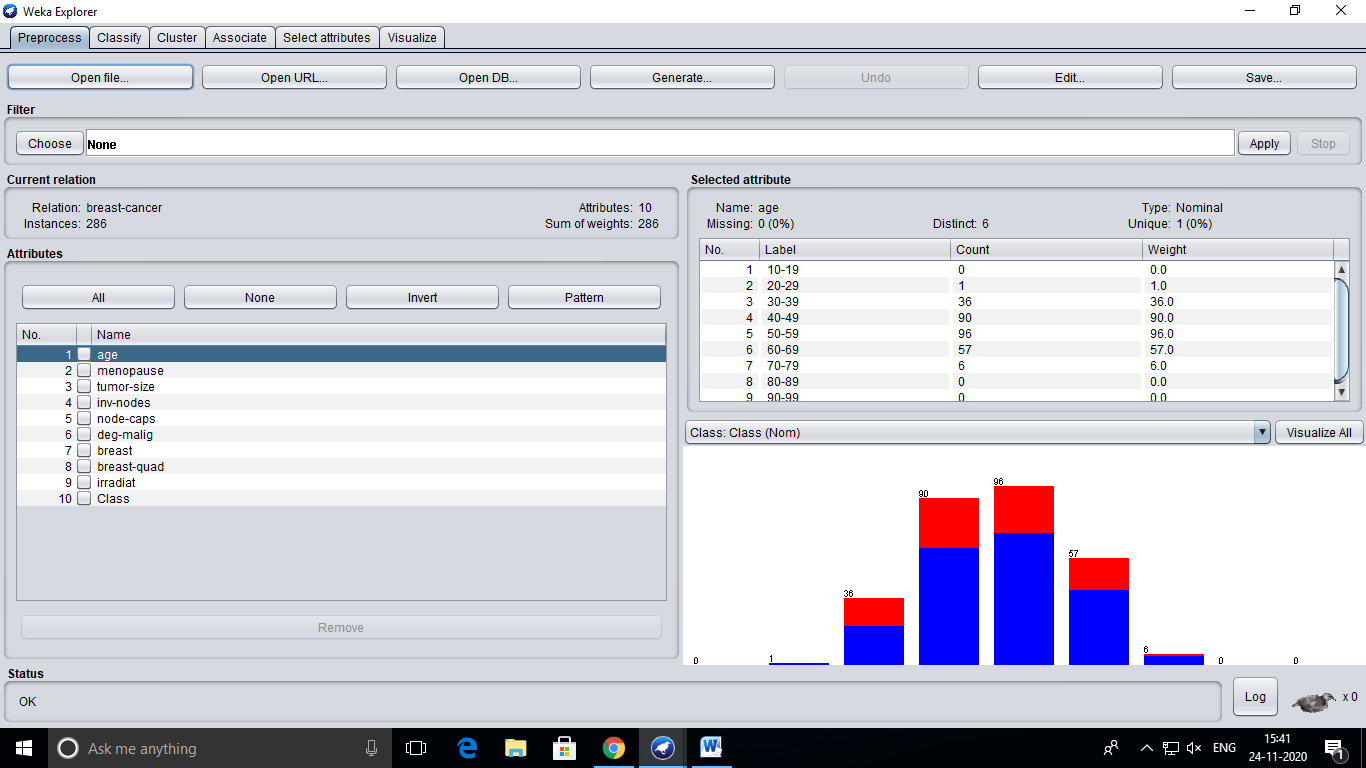 Weka Explorer
Preprocess Classify Cluster Associate Select attributes Visualize
Open file... Open URL... Open DB... Generate... Undo Edit... Save...
Filter
Choose None Apply Stop
Current relation
Relation: breast-cancer Attributes: 10
Instances: 286 Sum of weights: 286
Attributes
All None Invert Pattern
No. Name
1 age
2 menopause
3 tumor-size
4 inv-nodes
5 node-caps
6 deg-malig
7 breast
8 breast-quad
9 irradiat
10 Class
Remove
Selected attribute
Name: age Type: Nominal
Missing: 0 (0%) Distinct: 6 Unique: 1 (0%)
No. Label Count Weight
1 10-19 0 0.0
2 20-29 1 1.0
3 30-39 36 36.0
4 40-49 90 90.0
5 50-59 96 96.0
6 60-69 57 57.0
7 70-79 6 6.0
8 80-89 0 0.0
9 90-99 0 0.0
Class: Class (Nom) Visualize All
0 1 36 90 96 57 6 0 0
Status
OK Log x 0
Ask me anything ENG 15:41
24-11-2020 1